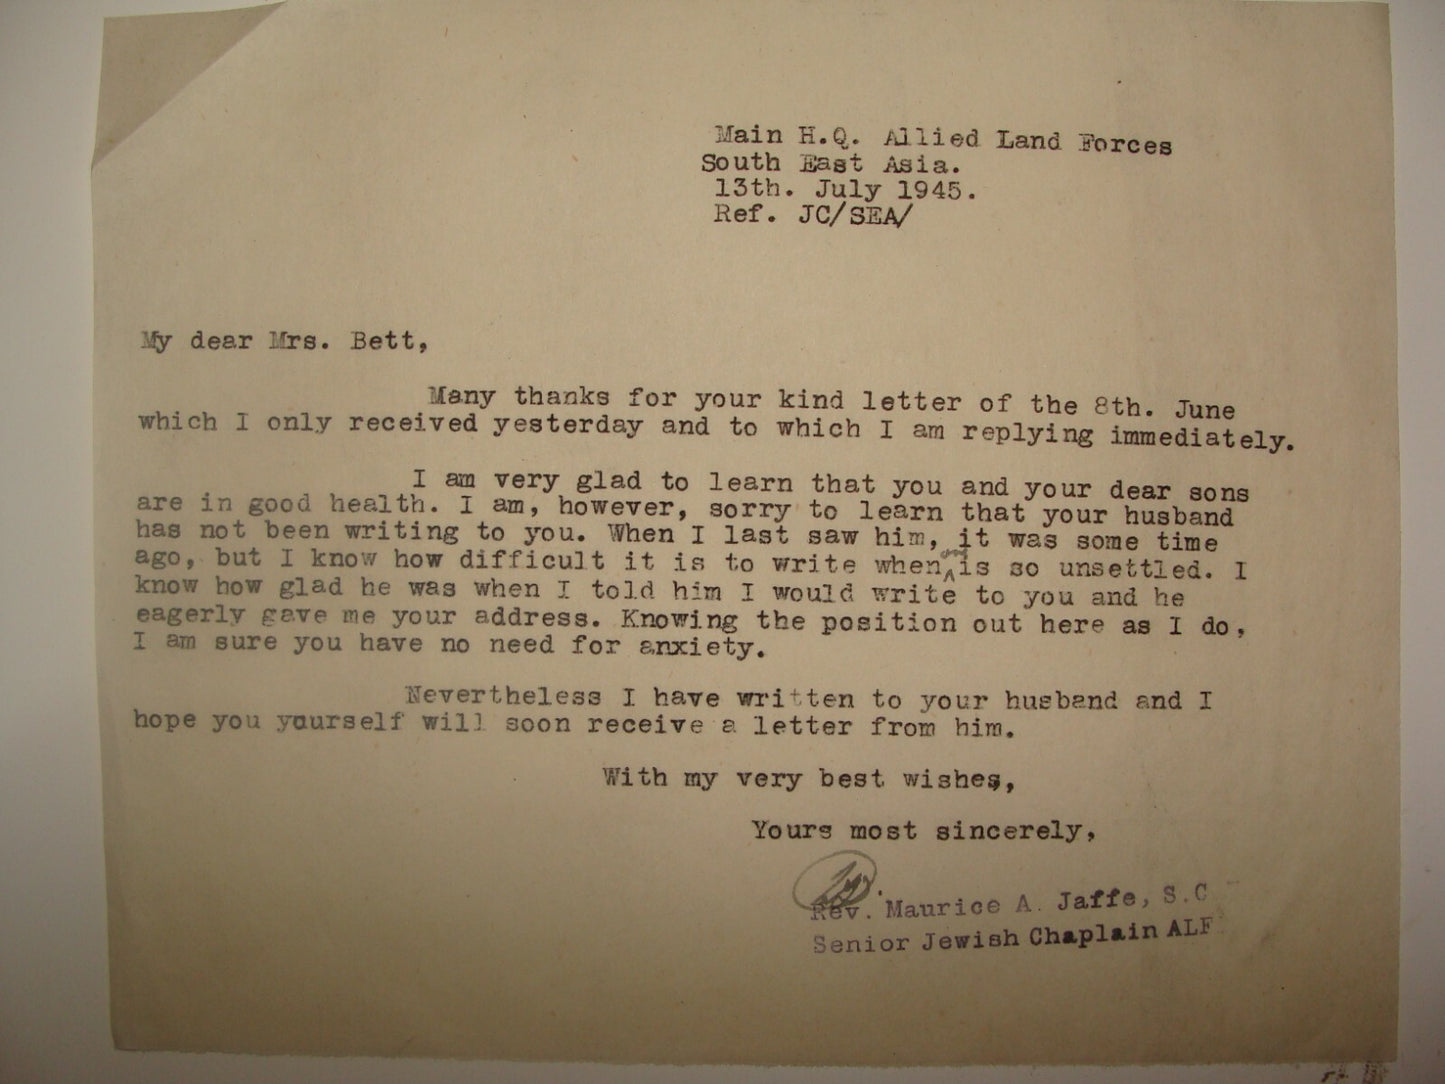 Main H.Q. Allied Land Forces
South East Asia.
13th. July 1945.
Ref. JC/SEA/
My dear Mrs. Bett,
Many thanks for your kind letter of the 8th. June
which I only received yesterday and to which I am replying immediately.
I am very glad to learn that you and your dear sons
are in good health. I am, however, sorry to learn that your husband
has not been writing to you. When I last saw him, it was some time
ago, but I know how difficult it is to write when one is so unsettled. I
know how glad he was when I told him I would write to you and he
eagerly gave me your address. Knowing the position out here as I do,
I am sure you have no need for anxiety.
Nevertheless I have written to your husband and I
hope you yourself will soon receive a letter from him.
With my very best wishes,
Yours most sincerely,
Rev. Maurice A. Jaffe, S.C
Senior Jewish Chaplain ALF